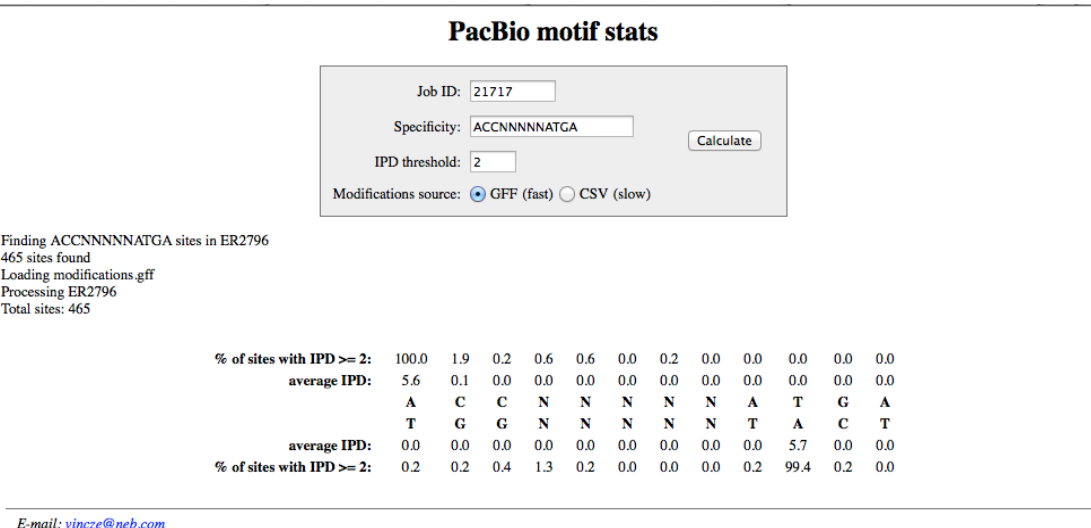 PacBio motif stats
Job ID: 21717
Specificity: ACCNNNNNATGA
Calculate
IPD threshold: 2
Modifications source: GFF (fast) CSV (slow)
Finding ACCNNNNNATGA sites in ER2796
465 sites found
Loading modifications.gff
Processing ER2796
Total sites: 465
% of sites with IPD >= 2: 100.0 1.9 0.2 0.6 0.6 0.0 0.2 0.0 0.0 0.0 0.0 0.0
average IPD: 5.6 0.1 0.0 0.0 0.0 0.0 0.0 0.0 0.0 0.0 0.0 0.0
A C C N N N N N A T G A
T G G N N N N N T A C T
average IPD: 0.0 0.0 0.0 0.0 0.0 0.0 0.0 0.0 0.0 5.7 0.0 0.0
% of sites with IPD >= 2: 0.2 0.2 0.4 1.3 0.2 0.0 0.0 0.0 0.2 99.4 0.2 0.0
E-mail: vincze@neb.com